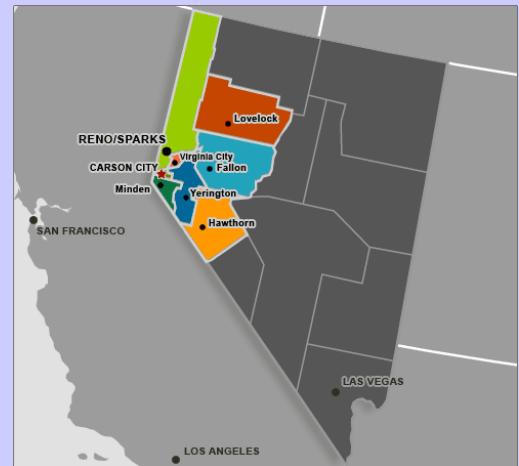 Lovelock
RENO/SPARKS
Virginia City
CARSON CITY
Fallon
Minden
Yerington
Hawthorn
SAN FRANCISCO
LAS VEGAS
LOS ANGELES